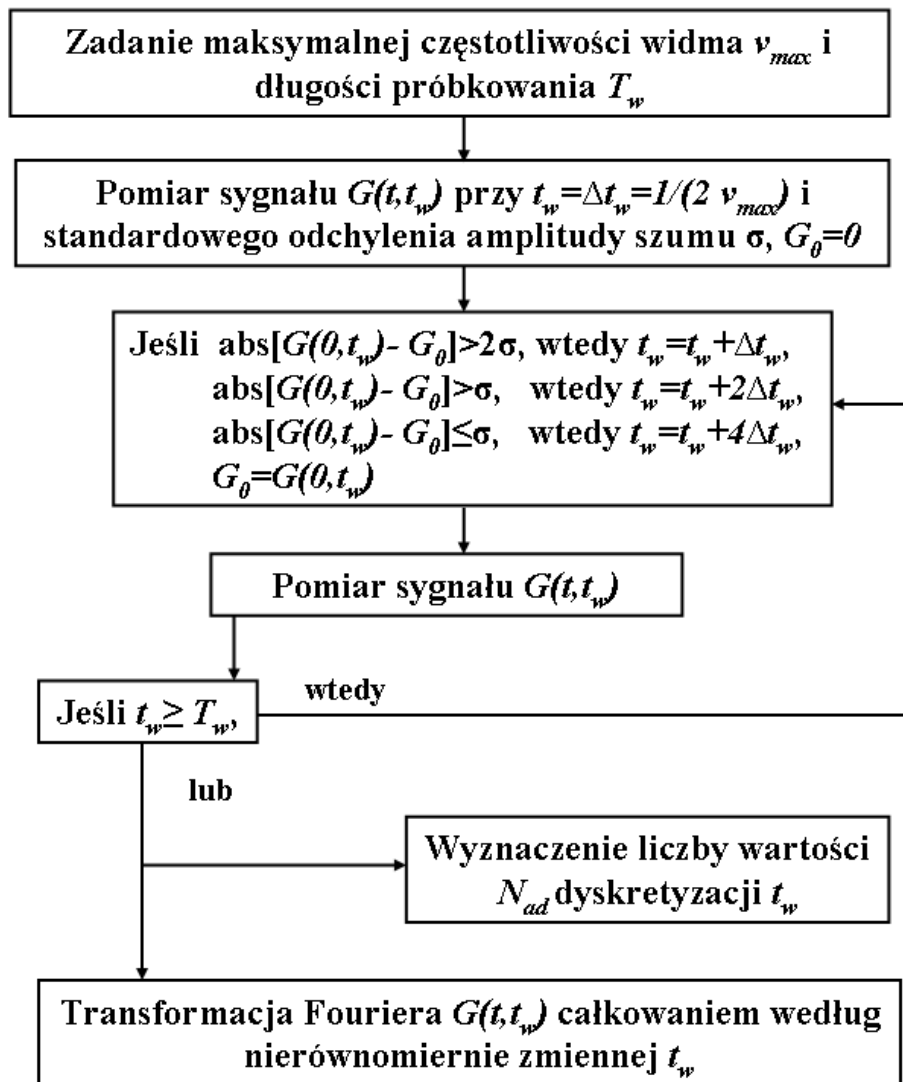 Zadanie maksymalnej częstotliwości widma ν_max i
długości próbkowania T_w
Pomiar sygnału G(t,t_w) przy t_w=Δt_w=1/(2 ν_max) i
standardowego odchylenia amplitudy szumu σ, G_0=0
Jeśli abs[G(0,t_w)- G_0]>2σ, wtedy t_w=t_w+Δt_w,
abs[G(0,t_w)- G_0]>σ, wtedy t_w=t_w+2Δt_w,
abs[G(0,t_w)- G_0]≤σ, wtedy t_w=t_w+4Δt_w,
G_0=G(0,t_w)
Pomiar sygnału G(t,t_w)
wtedy
Jeśli t_w≥ T_w,
lub
Wyznaczenie liczby wartości
N_ad dyskretyzacji t_w
Transformacja Fouriera G(t,t_w) całkowaniem według
nierównomiernie zmiennej t_w